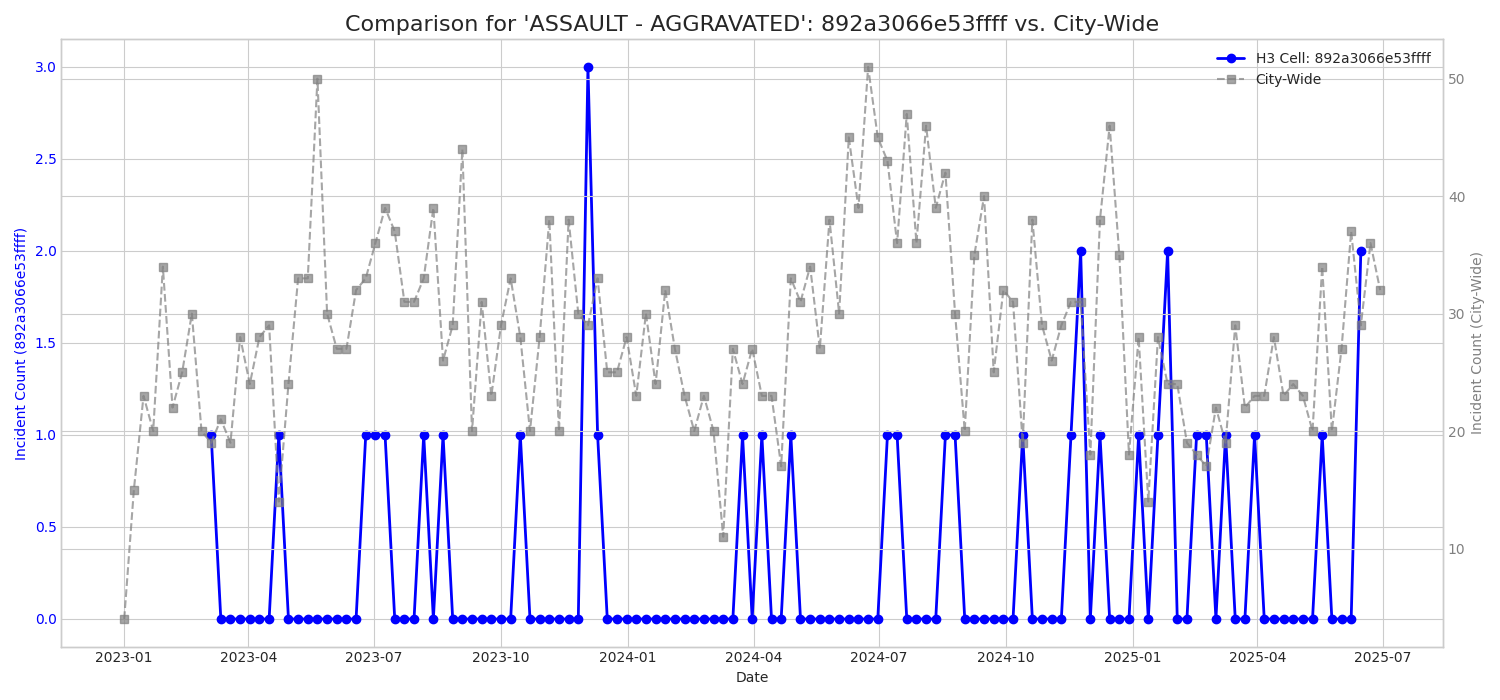 Comparison for 'ASSAULT - AGGRAVATED': 892a3066e53ffff vs. City-Wide
H3 Cell: 892a3066e53ffff
City-Wide
Incident Count (892a3066e53ffff)
3.0
2.5
2.0
1.5
1.0
0.5
0.0
50
40
30
20
10
Incident Count (City-Wide)
2023-01 2023-04 2023-07 2023-10 2024-01 2024-04 2024-07 2024-10 2025-01 2025-04 2025-07
Date